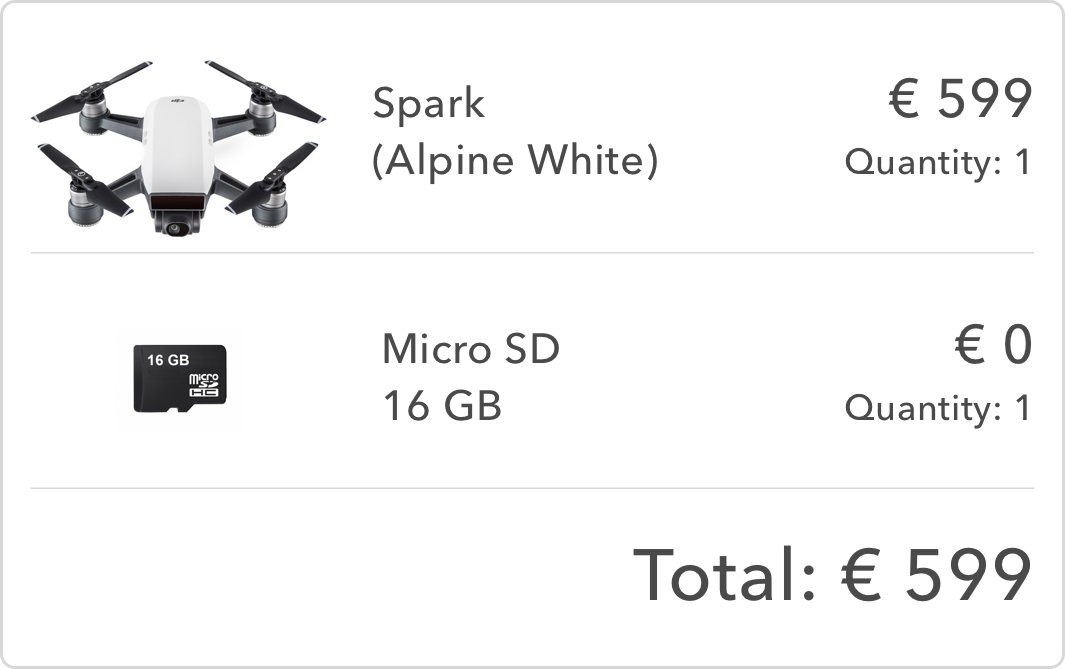 Spark
(Alpine White)
€ 599
Quantity: 1
16 GB
micro
SD
HC
Micro SD
16 GB
€ 0
Quantity: 1
Total: € 599